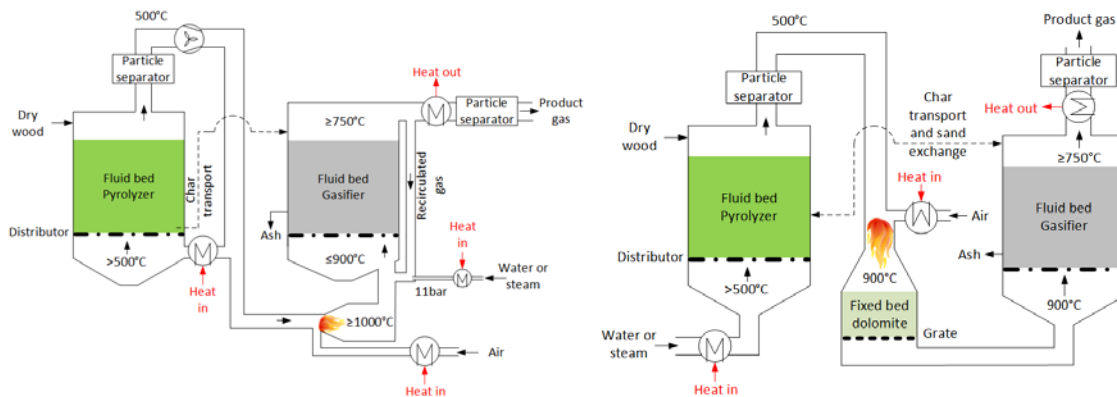 500°C
Particle
separator
Dry
wood
Fluid bed
Pyrolyzer
Char
transport
Distributor
>500°C
Heat
in
≥750°C
Fluid bed
Gasifier
Ash
≤900°C
Recirculated
gas
Heat out
Particle
separator
Product
gas
Heat
in
Water or
steam
11bar
≥1000°C
Air
Heat in
500°C
Particle
separator
Dry
wood
Fluid bed
Pyrolyzer
Distributor
>500°C
Water or
steam
Heat in
Char
transport
and sand
exchange
Heat in
Air
900°C
Fixed bed
dolomite
Grate
Product gas
Particle
separator
Heat out
≥750°C
Fluid bed
Gasifier
Ash
900°C